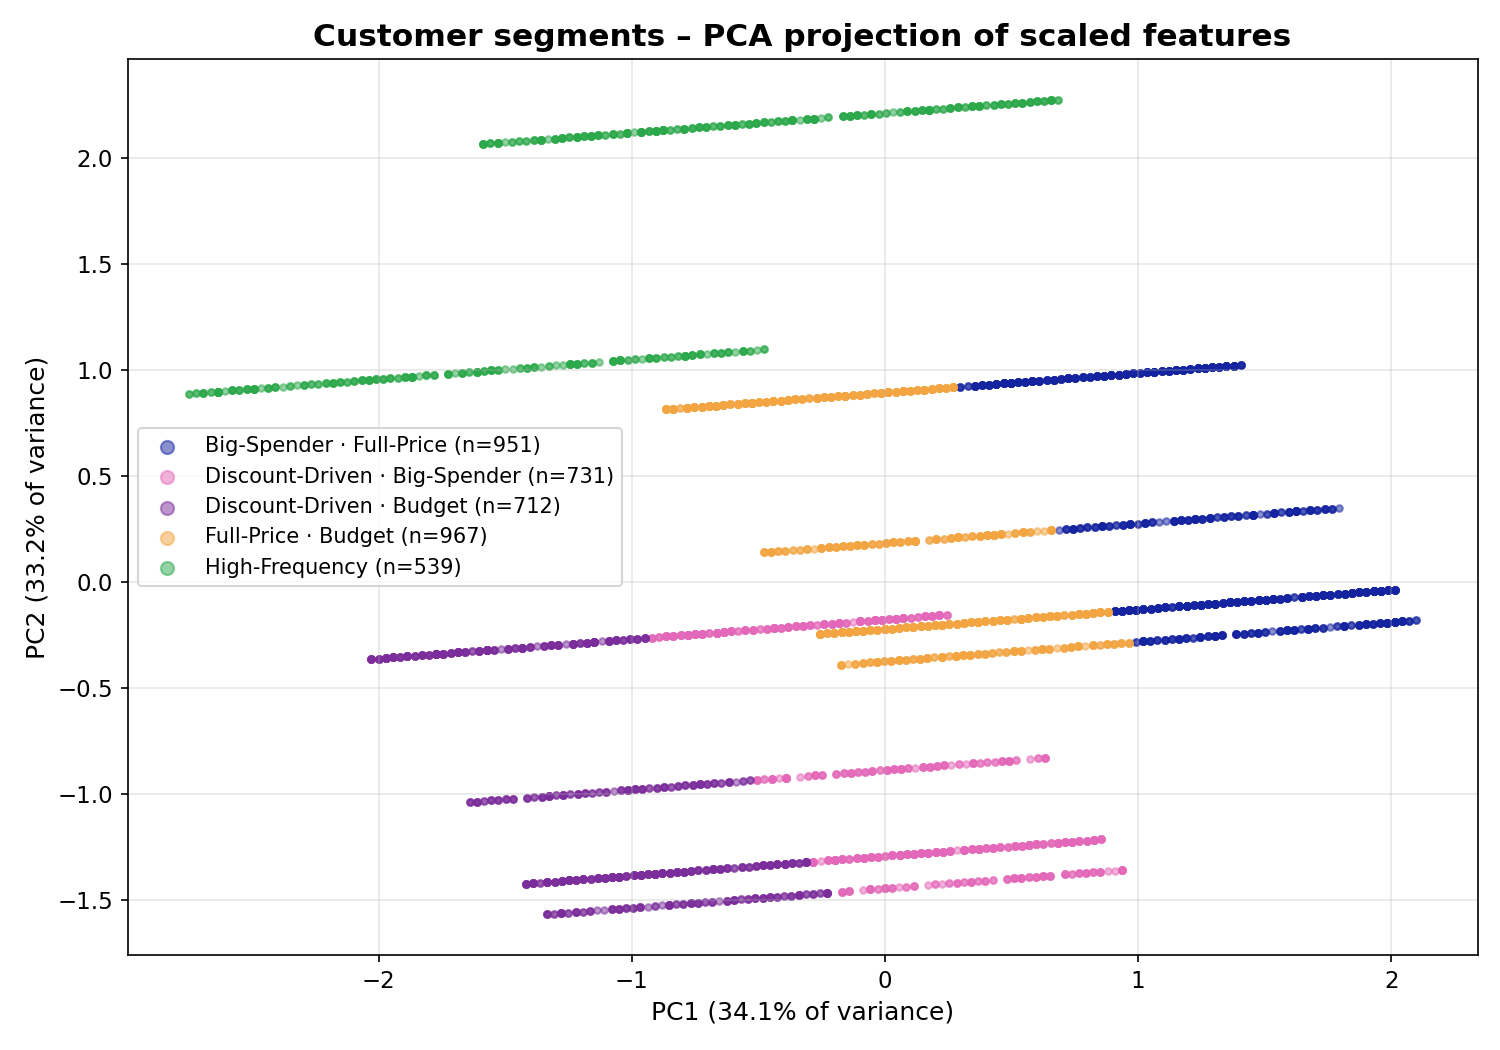 Customer segments – PCA projection of scaled features
PC2 (33.2% of variance)
2.0
1.5
1.0
0.5
0.0
−0.5
−1.0
−1.5
Big-Spender · Full-Price (n=951)
Discount-Driven · Big-Spender (n=731)
Discount-Driven · Budget (n=712)
Full-Price · Budget (n=967)
High-Frequency (n=539)
−2
−1
0
1
2
PC1 (34.1% of variance)